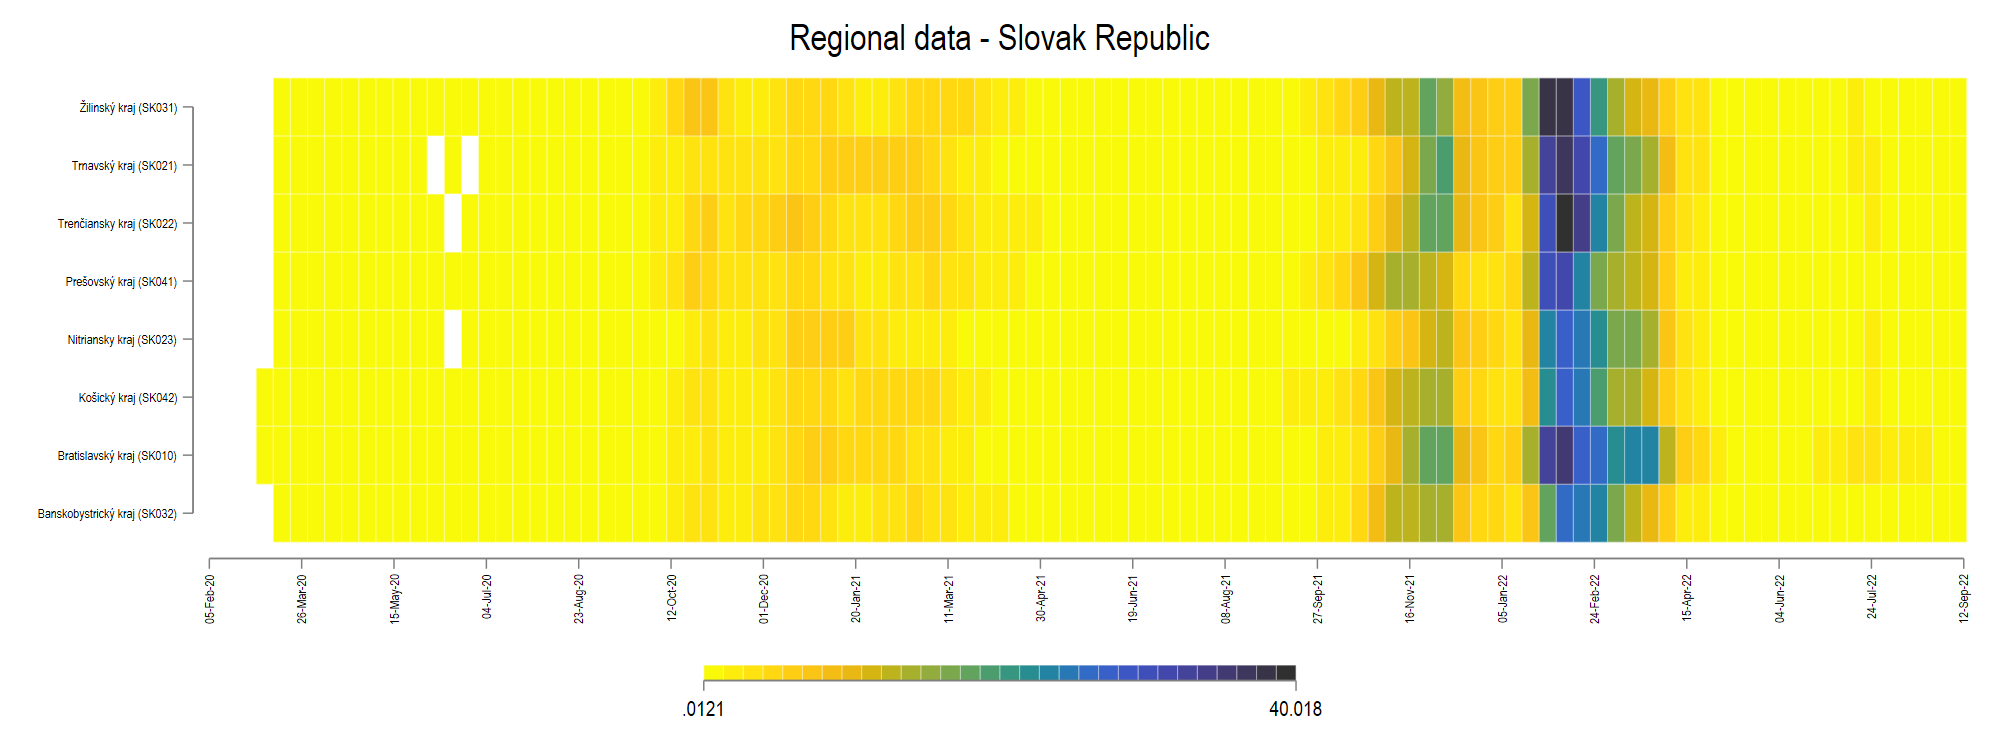 Regional data - Slovak Republic
Žilinský kraj (SK031)
Trnavský kraj (SK021)
Trenčiansky kraj (SK022)
Prešovský kraj (SK041)
Nitriansky kraj (SK023)
Košický kraj (SK042)
Bratislavský kraj (SK010)
Banskobystrický kraj (SK032)
05-Feb-20
26-Mar-20
15-May-20
04-Jul-20
23-Aug-20
12-Oct-20
01-Dec-20
20-Jan-21
11-Mar-21
30-Apr-21
19-Jun-21
08-Aug-21
27-Sep-21
16-Nov-21
05-Jan-22
24-Feb-22
15-Apr-22
04-Jun-22
24-Jul-22
12-Sep-22
.0121
40.018